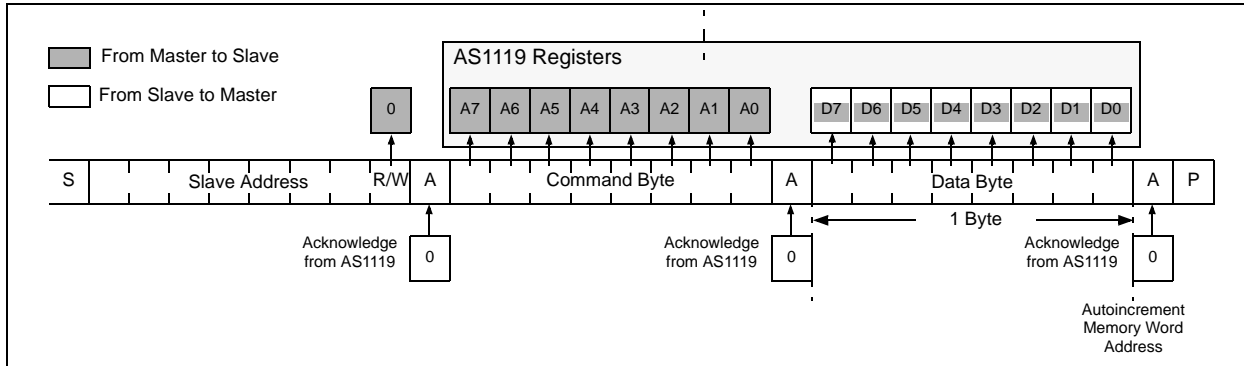 From Master to Slave
From Slave to Master
AS1119 Registers
0
A7 A6 A5 A4 A3 A2 A1 A0
D7 D6 D5 D4 D3 D2 D1 D0
S Slave Address R/W A Command Byte A Data Byte A P
1 Byte
Acknowledge
from AS1119
0
Acknowledge
from AS1119
0
Acknowledge
from AS1119
0
Autoincrement
Memory Word
Address